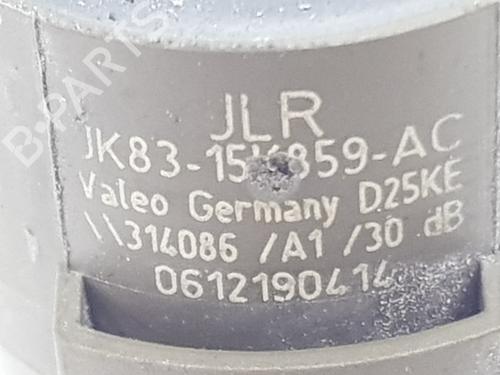 B-PARTS
JLR
JK83-15K859-AC
Valeo Germany D25KE
\\314086 /A1 /30 dB
0612190414